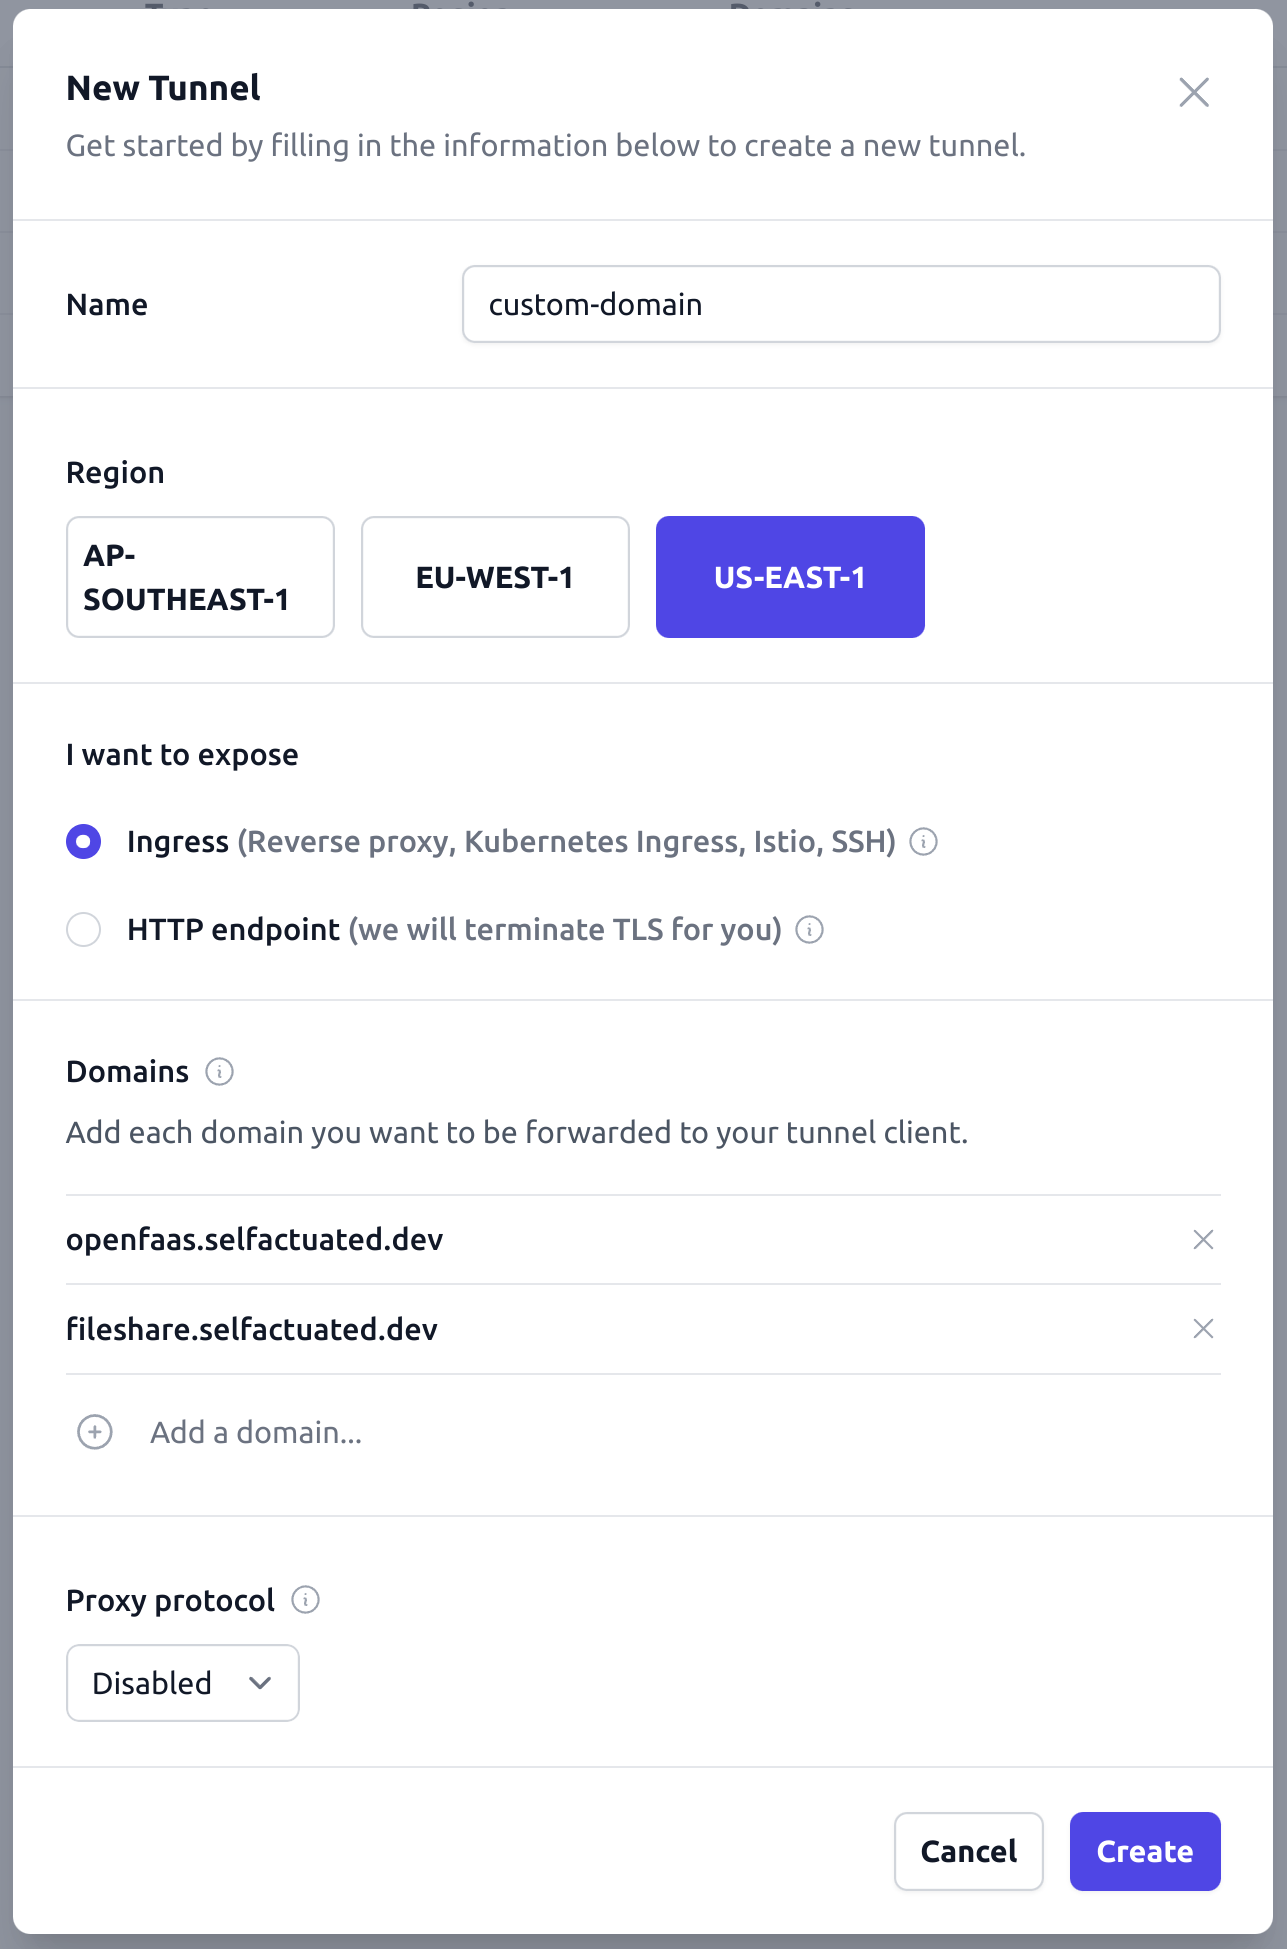 New Tunnel
Get started by filling in the information below to create a new tunnel.
Name
custom-domain
Region
AP-
SOUTHEAST-1
EU-WEST-1
US-EAST-1
I want to expose
Ingress (Reverse proxy, Kubernetes Ingress, Istio, SSH)
HTTP endpoint (we will terminate TLS for you)
Domains
Add each domain you want to be forwarded to your tunnel client.
openfaas.selfactuated.dev
fileshare.selfactuated.dev
Add a domain...
Proxy protocol
Disabled
Cancel
Create